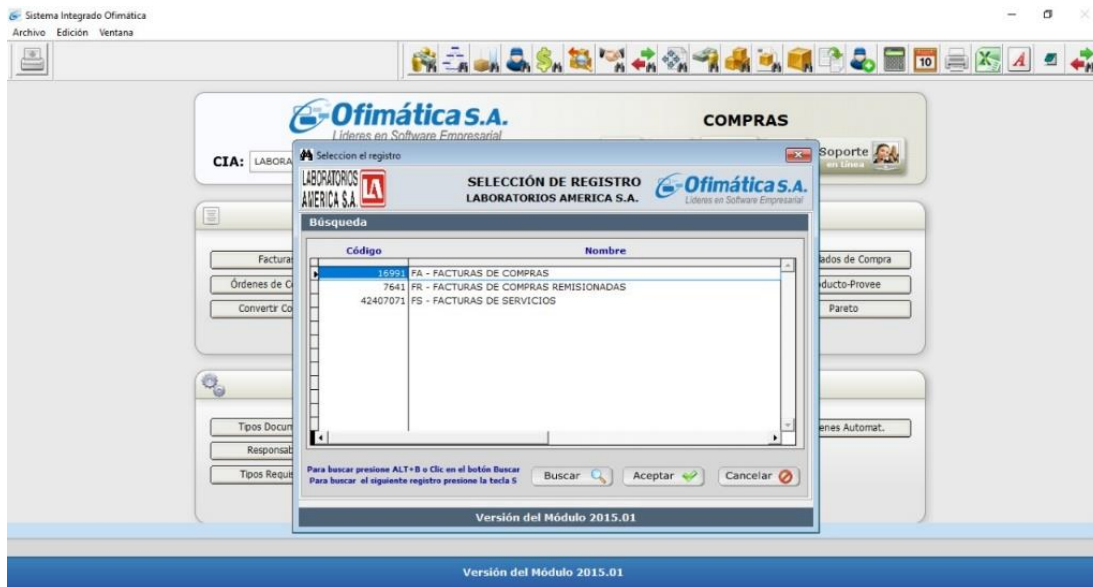 Sistema Integrado Ofimática
Archivo Edición Ventana
10
Ofimática S.A.
Líderes en Software Empresarial
COMPRAS
CIA: LABORA
Soporte
en Línea
Seleccion el registro
LABORATORIOS AMERICA S.A. LA
SELECCIÓN DE REGISTRO
LABORATORIOS AMERICA S.A.
Ofimática S.A.
Líderes en Software Empresarial
Búsqueda
Código Nombre
16991 FA - FACTURAS DE COMPRAS
7641 FR - FACTURAS DE COMPRAS REMISIONADAS
42407071 FS - FACTURAS DE SERVICIOS
Para buscar presione ALT+B o Clic en el botón Buscar
Para buscar el siguiente registro presione la tecla S
Buscar Aceptar Cancelar
Versión del Módulo 2015.01
Facturas
Órdenes de C
Convertir Co
ados de Compra
ducto-Provee
Pareto
Tipos Docum
Responsab
Tipos Requis
enes Automat.
Versión del Módulo 2015.01